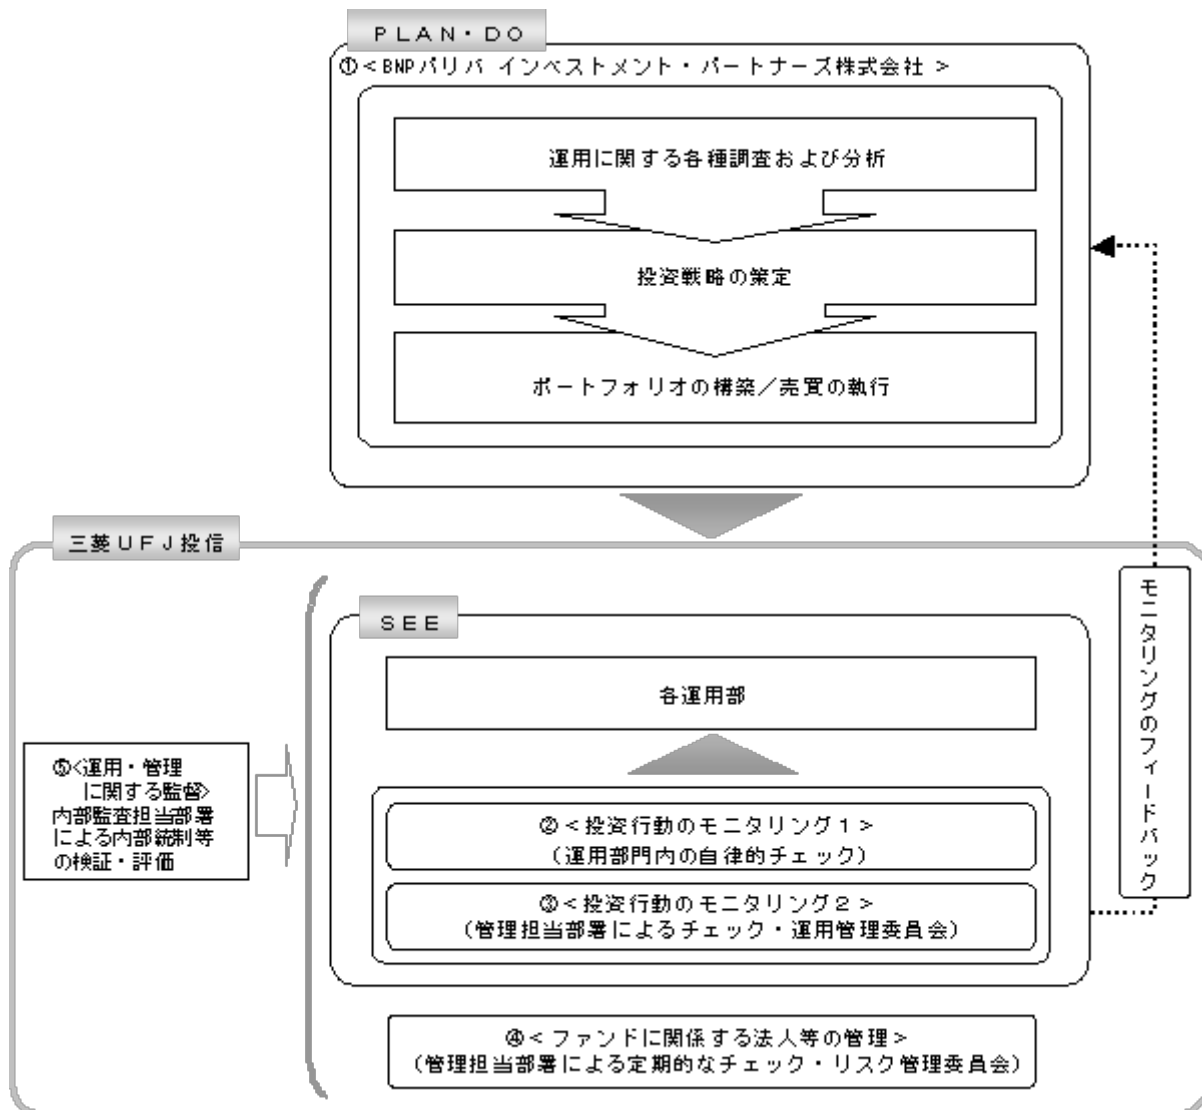 PLAN・DO
①＜BNPパリバ インベストメント・パートナーズ株式会社 ＞
運用に関する各種調査および分析
投資戦略の策定
ポートフォリオの構築／売買の執行
三菱UFJ投信
SEE
各運用部
②＜投資行動のモニタリング１＞
（運用部門内の自律的チェック）
③＜投資行動のモニタリング２＞
（管理担当部署によるチェック・運用管理委員会）
④＜ファンドに関係する法人等の管理＞
（管理担当部署による定期的なチェック・リスク管理委員会）
⑤＜運用・管理
に関する監督＞
内部監査担当部署
による内部統制等
の検証・評価
モニタリングのフィードバック